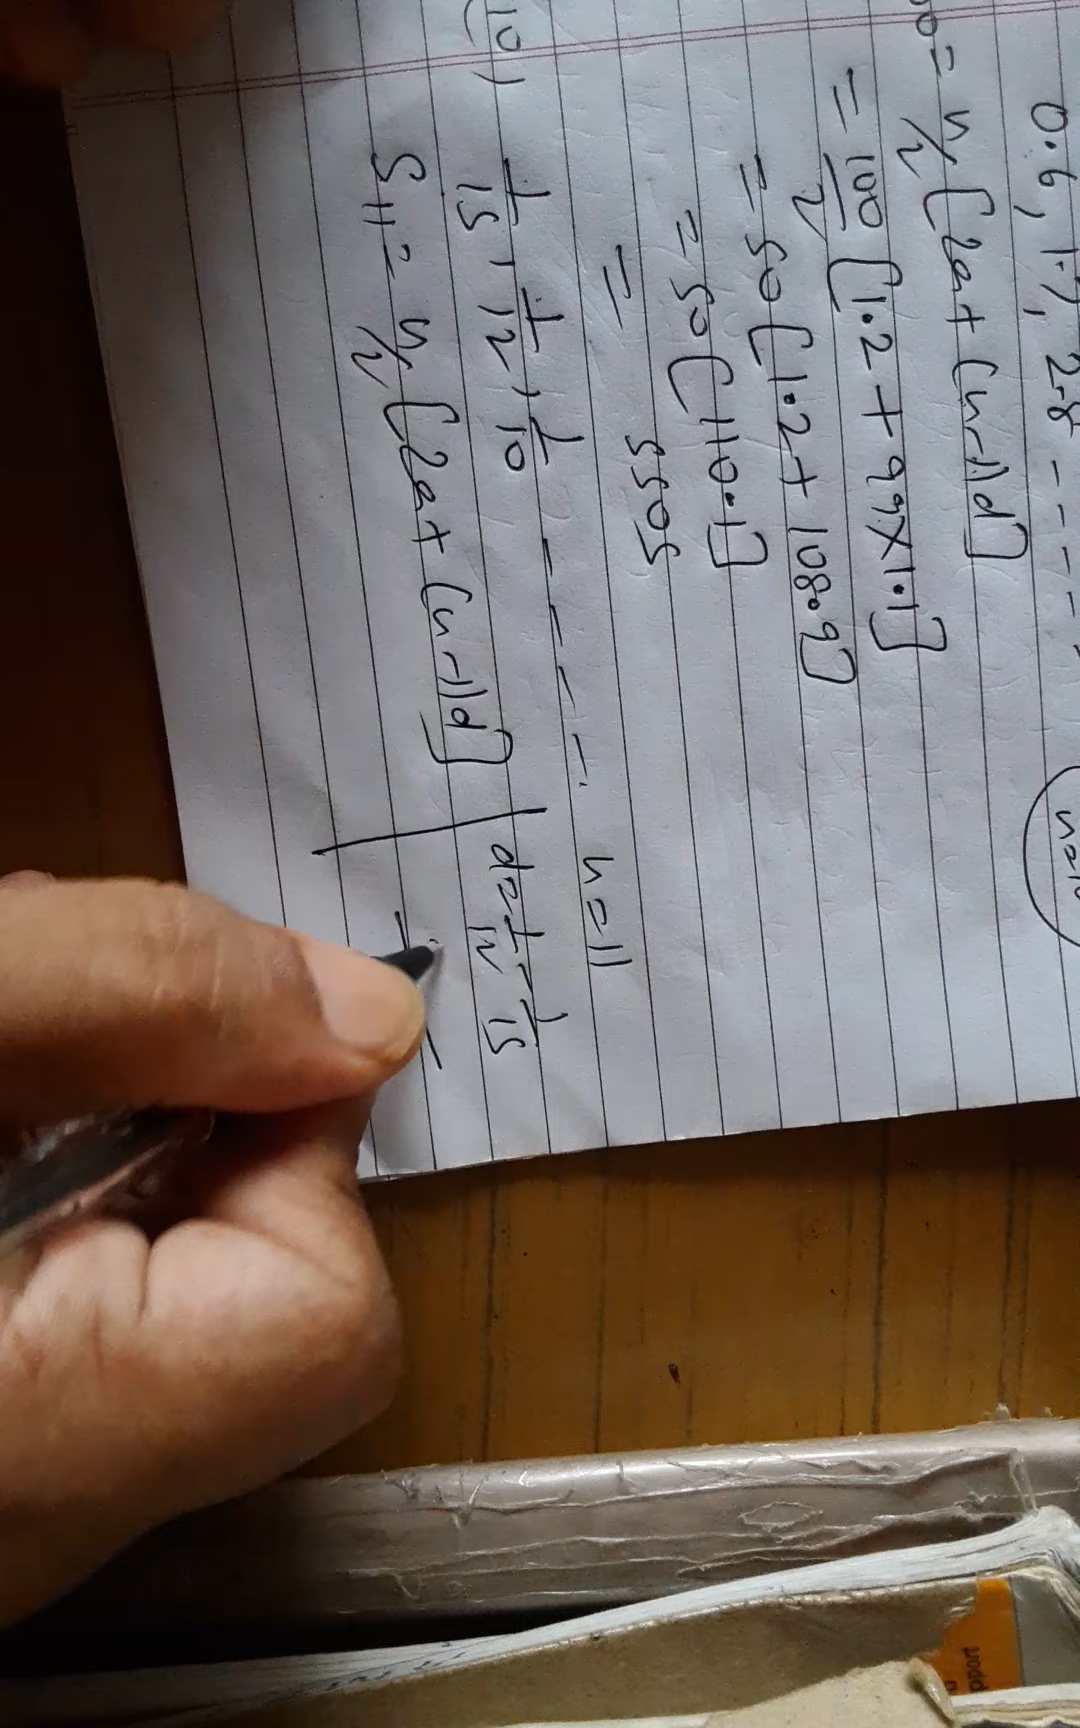 0.6, 1.7, 2.8 - - - -
= n/2 [2a+(n-1)d]
= 100/2 [1.2 + 99×1.1]
= 50 [1.2 + 108.9]
= 50 [110.1]
= 5505
1/15, 1/12, 1/10 - - - - . n=11
S11 = n/2 [2a+(n-1)d] d=1/12-1/15